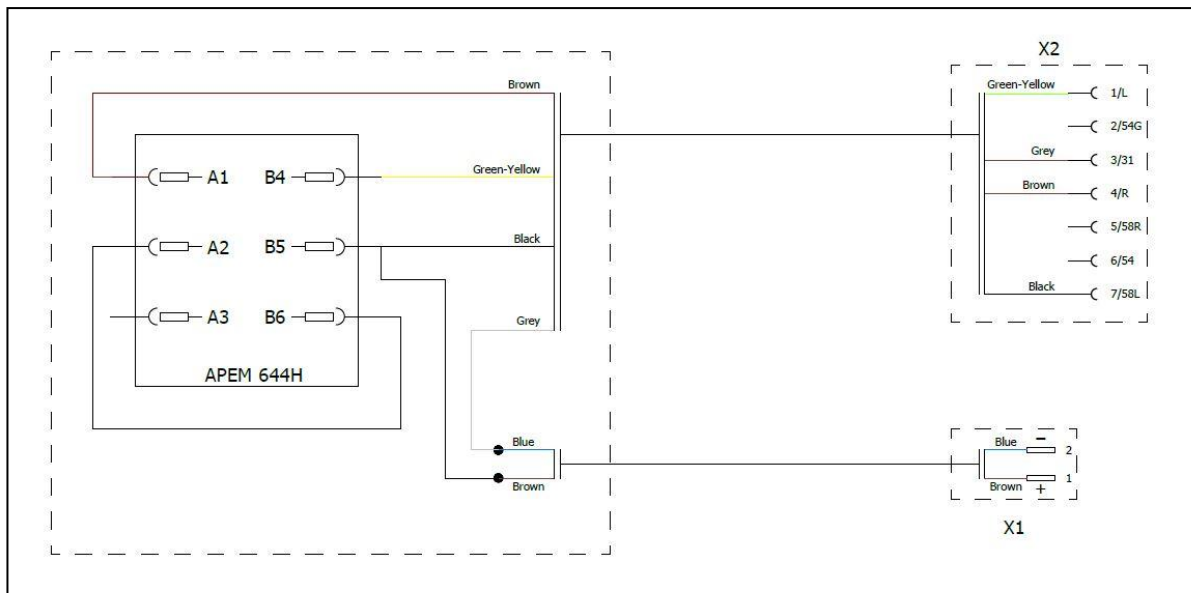 X2
Brown
Green-Yellow
1/L
2/54G
Grey
3/31
A1
B4
Green-Yellow
Brown
4/R
5/58R
Black
A2
B5
6/54
Black
7/58L
A3
B6
Grey
APEM 644H
Blue
Blue
-
2
Brown
Brown
+
1
X1